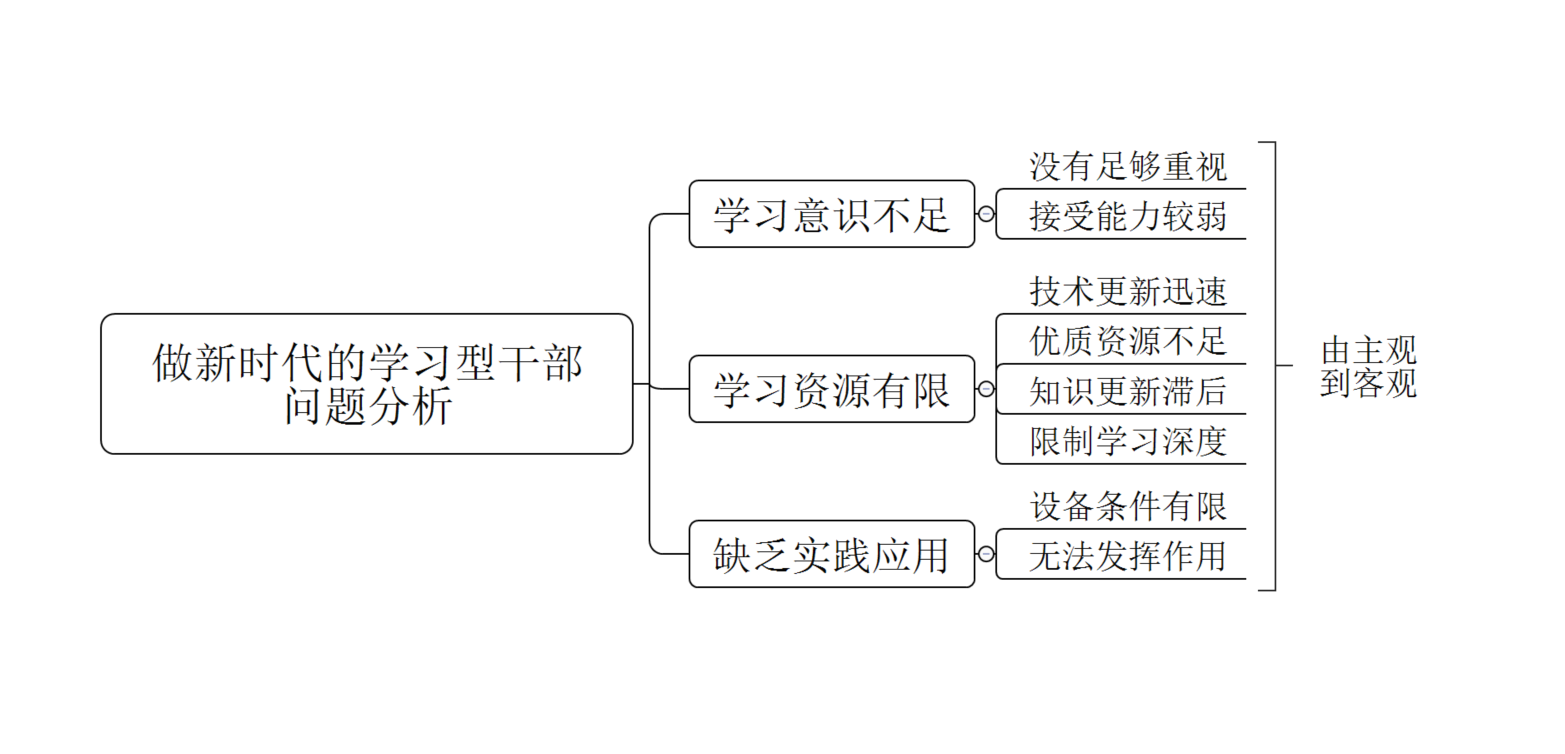 做新时代的学习型干部
问题分析
学习意识不足
没有足够重视
接受能力较弱
学习资源有限
技术更新迅速
优质资源不足
知识更新滞后
限制学习深度
缺乏实践应用
设备条件有限
无法发挥作用
由主观
到客观